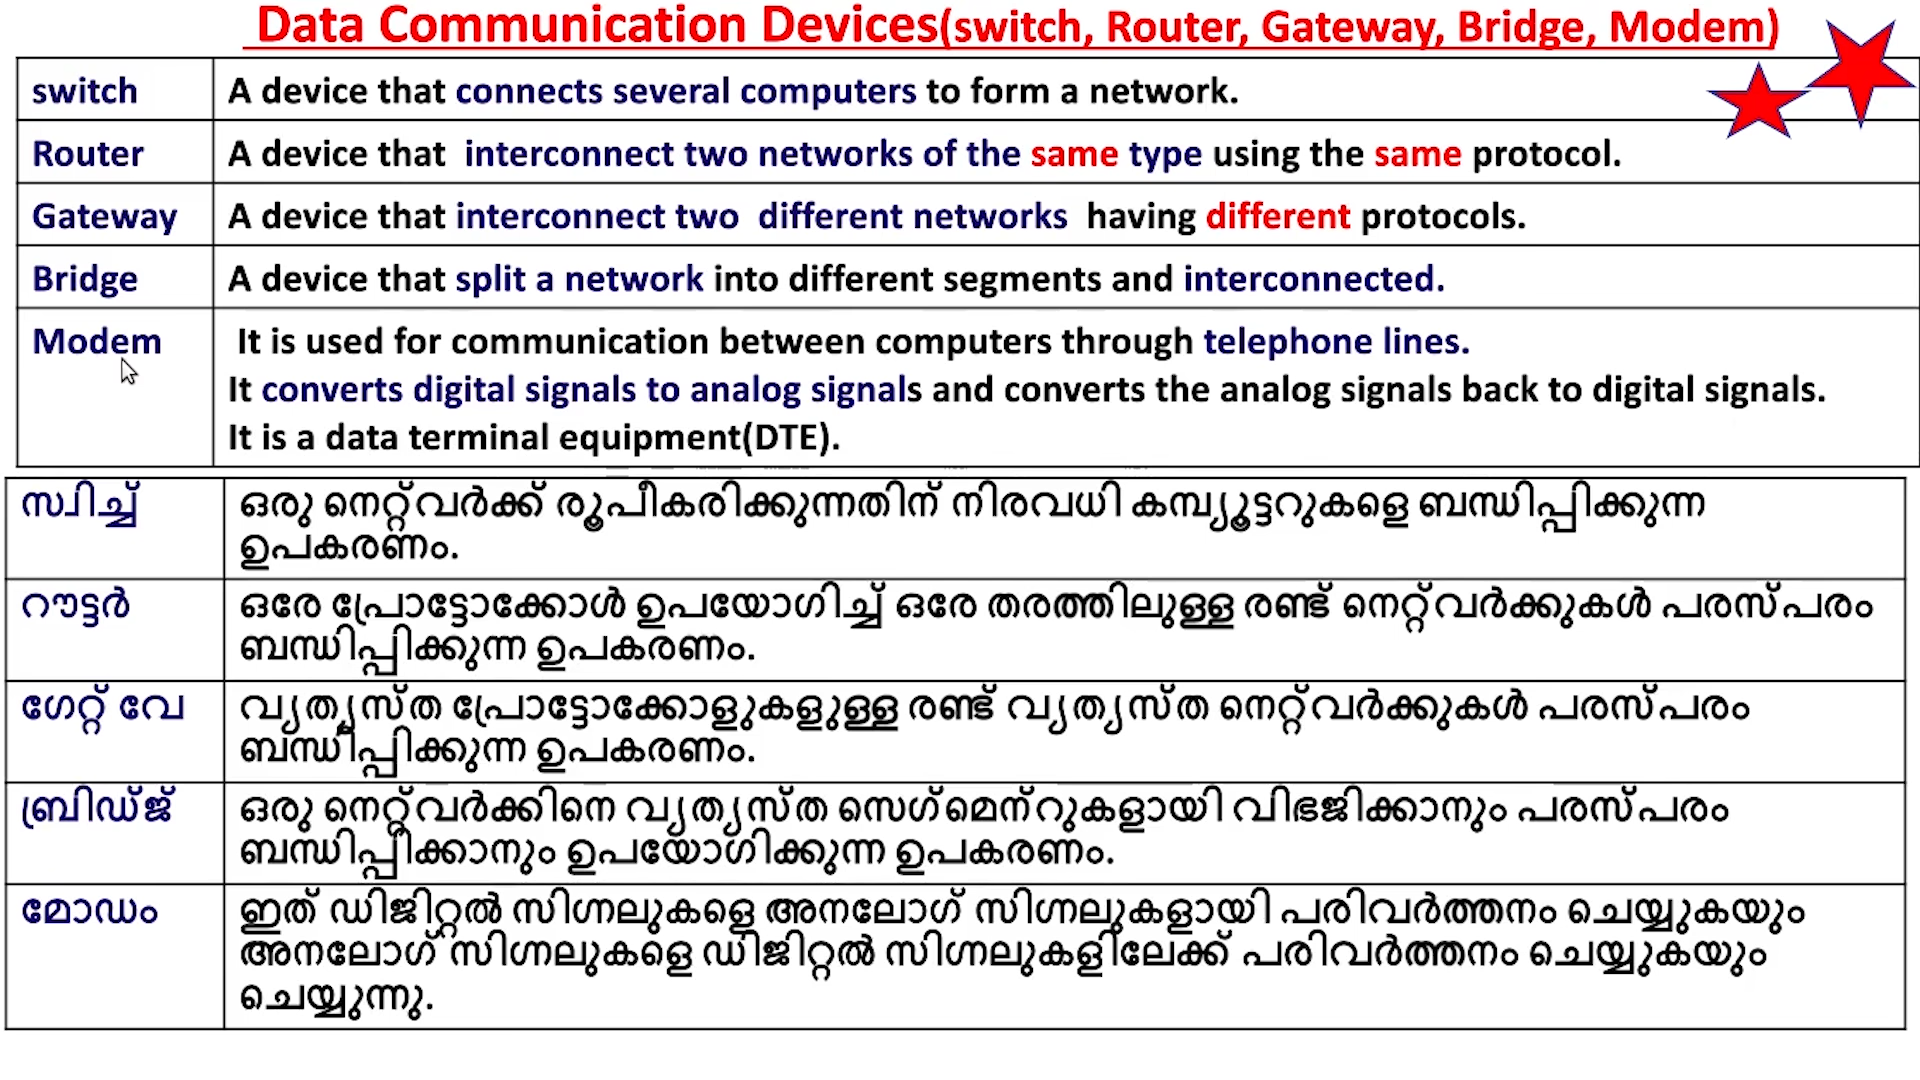 Data Communication Devices(switch, Router, Gateway, Bridge, Modem)
switch A device that connects several computers to form a network.
Router A device that interconnect two networks of the same type using the same protocol.
Gateway A device that interconnect two different networks having different protocols.
Bridge A device that split a network into different segments and interconnected.
Modem It is used for communication between computers through telephone lines.
It converts digital signals to analog signals and converts the analog signals back to digital signals.
It is a data terminal equipment(DTE).
സ്വിച്ച് ഒരു നെറ്റ്‌വർക്ക് രൂപീകരിക്കുന്നതിന് നിരവധി കമ്പ്യൂട്ടറുകളെ ബന്ധിപ്പിക്കുന്ന
ഉപകരണം.
റൗട്ടർ ഒരേ പ്രോട്ടോക്കോൾ ഉപയോഗിച്ച് ഒരേ തരത്തിലുള്ള രണ്ട് നെറ്റ്‌വർക്കുകൾ പരസ്പരം
ബന്ധിപ്പിക്കുന്ന ഉപകരണം.
ഗേറ്റ് വേ വ്യത്യസ്ത പ്രോട്ടോക്കോളുകളുള്ള രണ്ട് വ്യത്യസ്ത നെറ്റ്‌വർക്കുകൾ പരസ്പരം
ബന്ധിപ്പിക്കുന്ന ഉപകരണം.
ബ്രിഡ്ജ് ഒരു നെറ്റ്‌വർക്കിനെ വ്യത്യസ്ത സെഗ്‌മെന്റുകളായി വിഭജിക്കാനും പരസ്പരം
ബന്ധിപ്പിക്കാനും ഉപയോഗിക്കുന്ന ഉപകരണം.
മോഡം ഇത് ഡിജിറ്റൽ സിഗ്നലുകളെ അനലോഗ് സിഗ്നലുകളായി പരിവർത്തനം ചെയ്യുകയും
അനലോഗ് സിഗ്നലുകളെ ഡിജിറ്റൽ സിഗ്നലുകളിലേക്ക് പരിവർത്തനം ചെയ്യുകയും
ചെയ്യുന്നു.